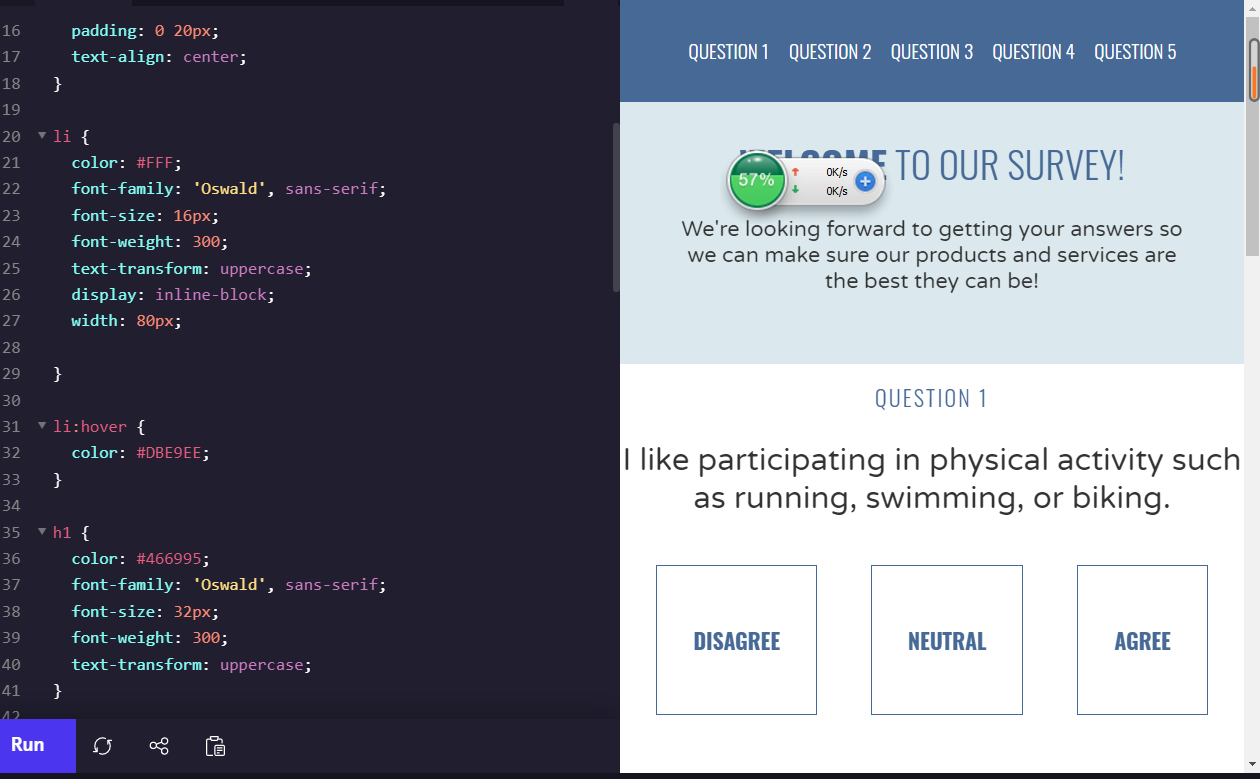 16 padding: 0 20px;
17 text-align: center;
18 }
19
20 li {
21 color: #FFF;
22 font-family: 'Oswald', sans-serif;
23 font-size: 16px;
24 font-weight: 300;
25 text-transform: uppercase;
26 display: inline-block;
27 width: 80px;
28
29 }
30
31 li:hover {
32 color: #DBE9EE;
33 }
34
35 h1 {
36 color: #466995;
37 font-family: 'Oswald', sans-serif;
38 font-size: 32px;
39 font-weight: 300;
40 text-transform: uppercase;
41 }
42
Run
QUESTION 1 QUESTION 2 QUESTION 3 QUESTION 4 QUESTION 5
WELCOME TO OUR SURVEY!
57% 0K/s
0K/s
We're looking forward to getting your answers so
we can make sure our products and services are
the best they can be!
QUESTION 1
I like participating in physical activity such
as running, swimming, or biking.
DISAGREE NEUTRAL AGREE